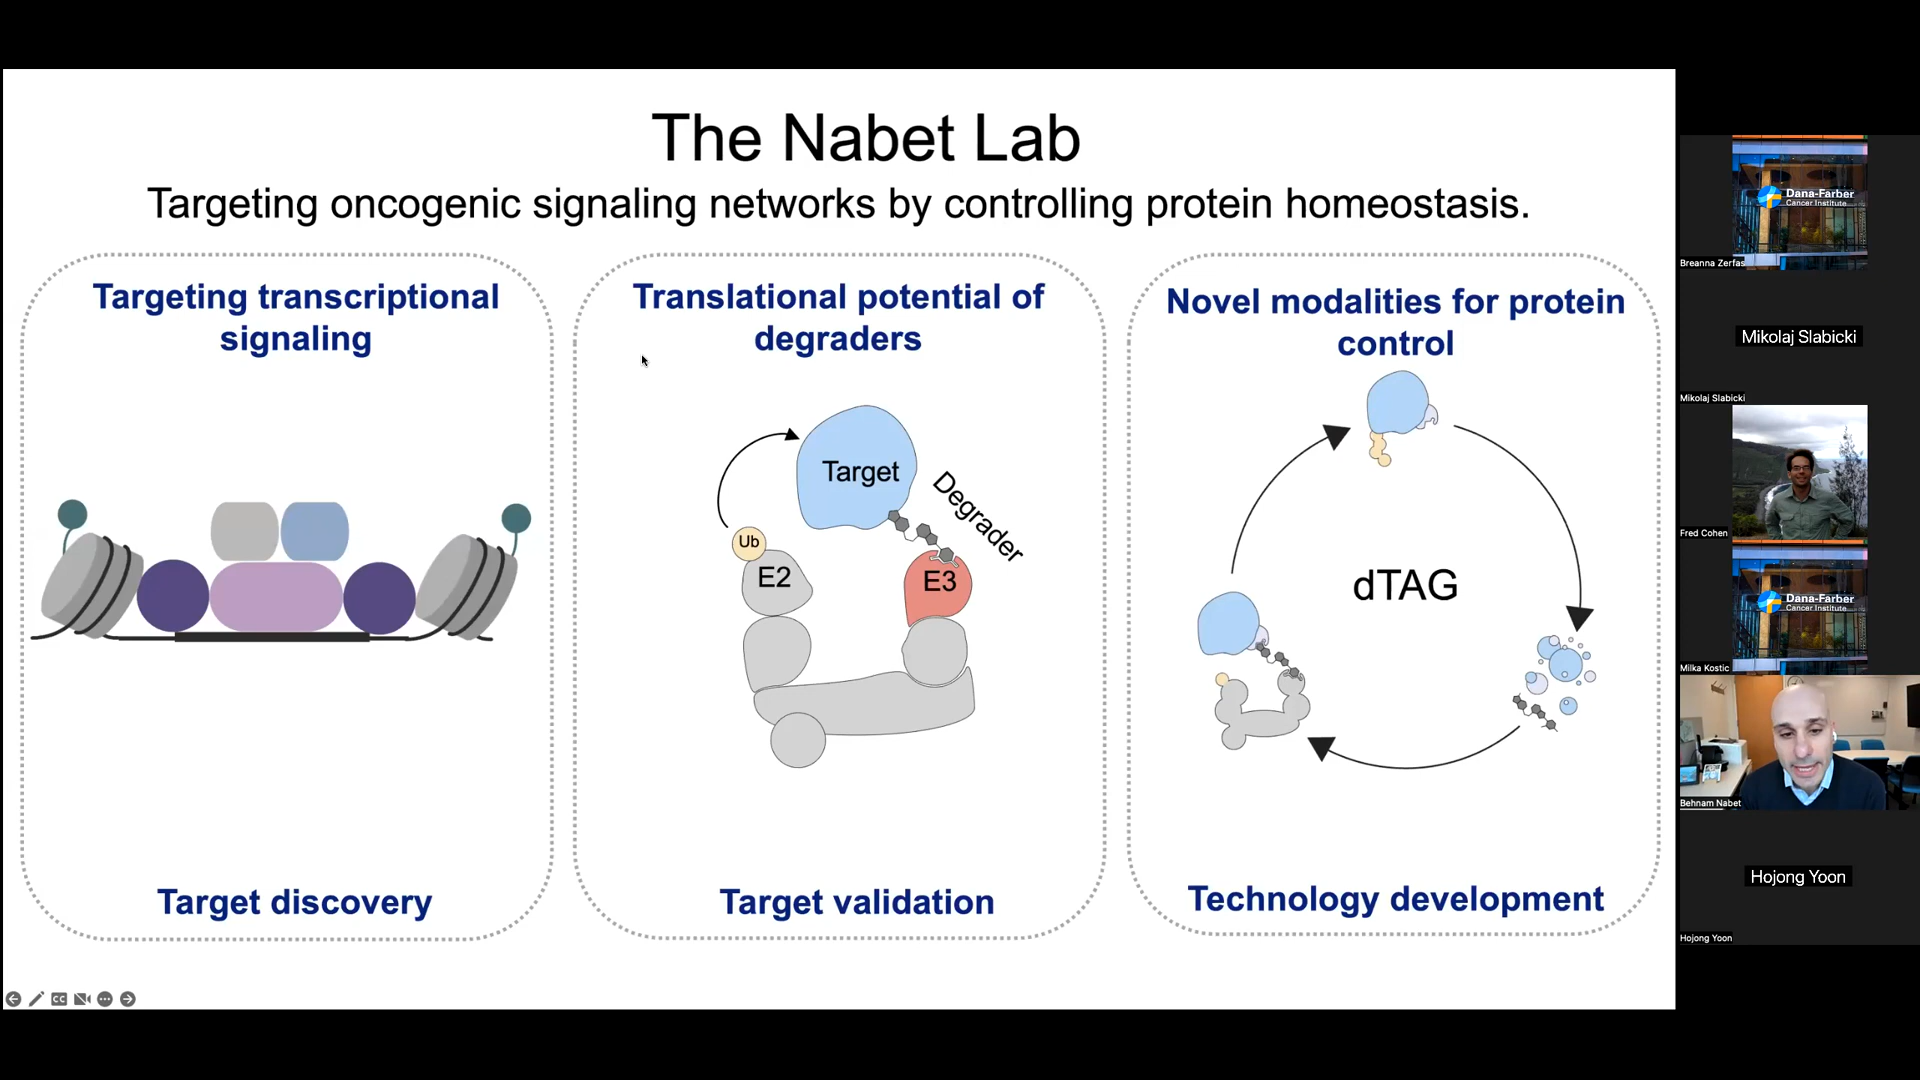 The Nabet Lab
Targeting oncogenic signaling networks by controlling protein homeostasis.
Targeting transcriptional
signaling
Target discovery
Translational potential of
degraders
Target
Degrader
Ub
E2
E3
Target validation
Novel modalities for protein
control
dTAG
Technology development
CC
Dana-Farber
Cancer Institute
Breanna Zerfas
Mikolaj Slabicki
Mikolaj Slabicki
Fred Cohen
Dana-Farber
Cancer Institute
Milka Kostic
Behnam Nabet
Hojong Yoon
Hojong Yoon